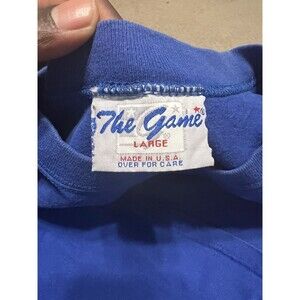 The Game
LARGE
MADE IN U.S.A.
OVER FOR CARE